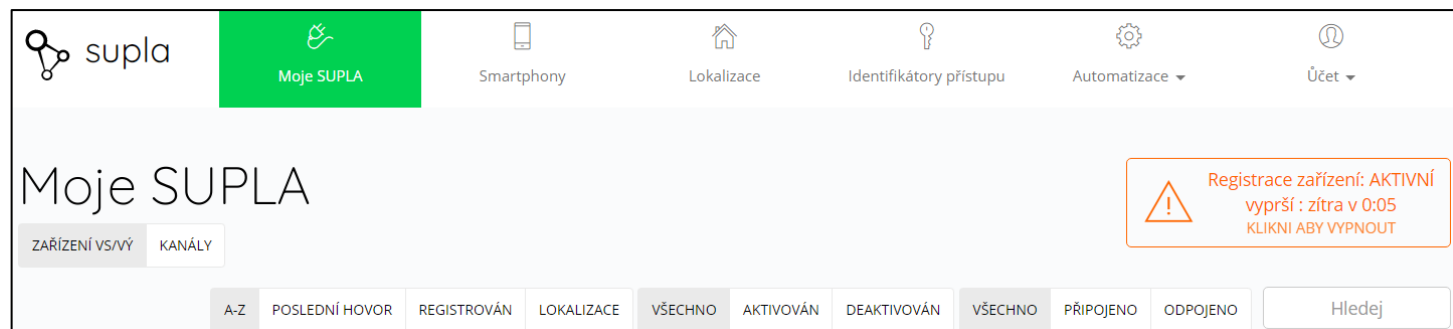 supla
Moje SUPLA
Smartphony
Lokalizace
Identifikátory přístupu
Automatizace
Účet
Moje SUPLA
Registrace zařízení: AKTIVNÍ
vyprší : zítra v 0:05
KLIKNI ABY VYPNOUT
ZAŘÍZENÍ VS/VÝ KANÁLY
A-Z POSLEDNÍ HOVOR REGISTROVÁN LOKALIZACE VŠECHNO AKTIVOVÁN DEAKTIVOVÁN VŠECHNO PŘIPOJENO ODPOJENO Hledej